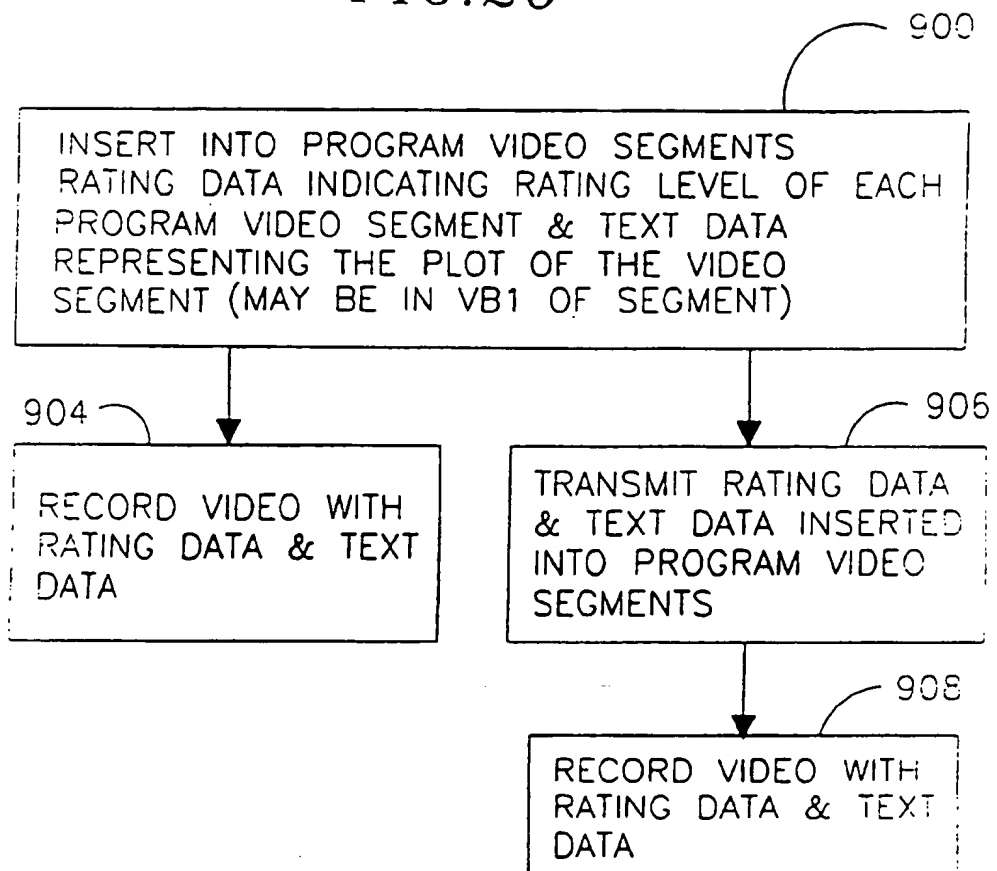 FIG.20
900
INSERT INTO PROGRAM VIDEO SEGMENTS
RATING DATA INDICATING RATING LEVEL OF EACH
PROGRAM VIDEO SEGMENT & TEXT DATA
REPRESENTING THE PLOT OF THE VIDEO
SEGMENT (MAY BE IN VB1 OF SEGMENT)
904
906
RECORD VIDEO WITH
RATING DATA & TEXT
DATA
TRANSMIT RATING DATA
& TEXT DATA INSERTED
INTO PROGRAM VIDEO
SEGMENTS
908
RECORD VIDEO WITH
RATING DATA & TEXT
DATA